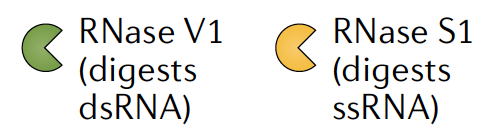 RNase V1
(digests
dsRNA)
RNase S1
(digests
ssRNA)